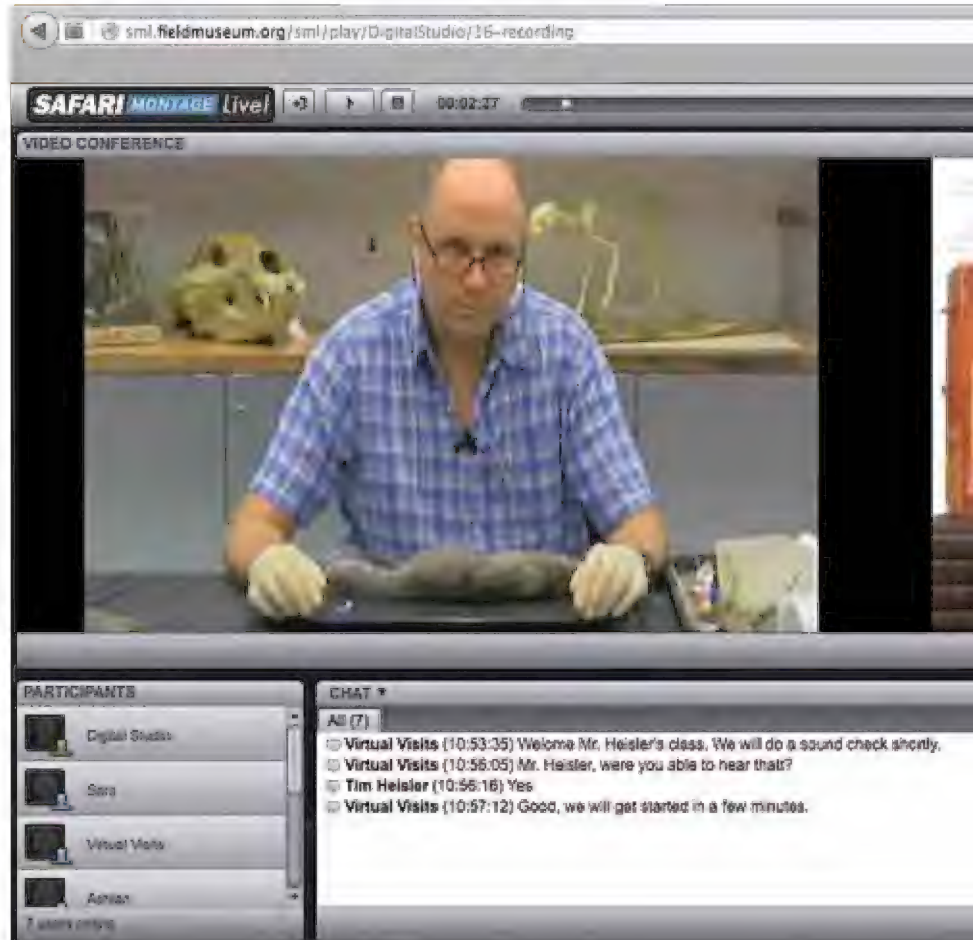 sml.fieldmuseum.org/sml/play/DigitalStudio/16-recording
SAFARI MONTAGE Live!
00:02:27
VIDEO CONFERENCE
PARTICIPANTS
Digital Studio
Sara
Virtual Visits
7 users online
CHAT
All (7)
Virtual Visits (10:53:35) Welome Mr. Heisler's class. We will do a sound check shortly.
Virtual Visits (10:56:05) Mr. Heisler, were you able to hear that?
Tim Heisler (10:56:16) Yes
Virtual Visits (10:57:12) Good, we will get started in a few minutes.